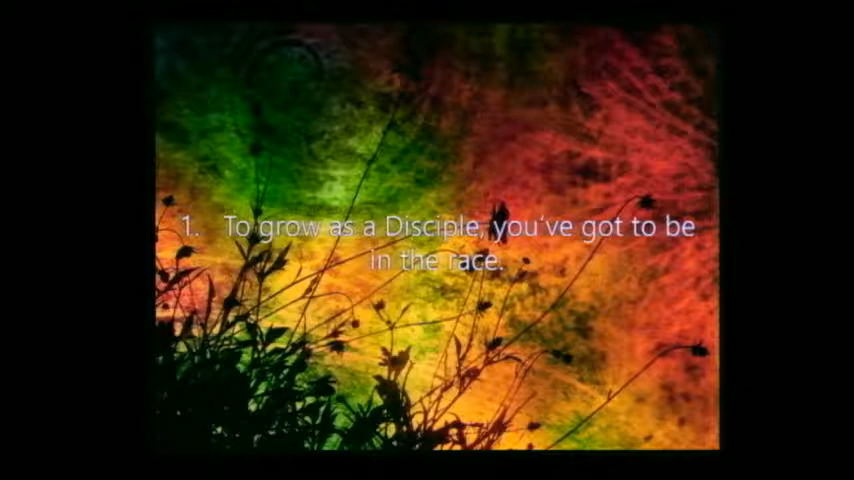 1. To grow as a Disciple, you've got to be
in the race.